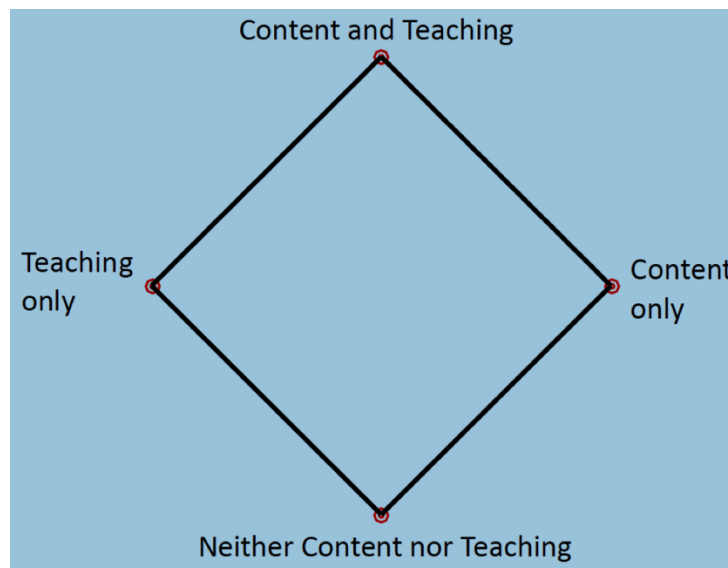 Content and Teaching
Teaching
only
Content
only
Neither Content nor Teaching